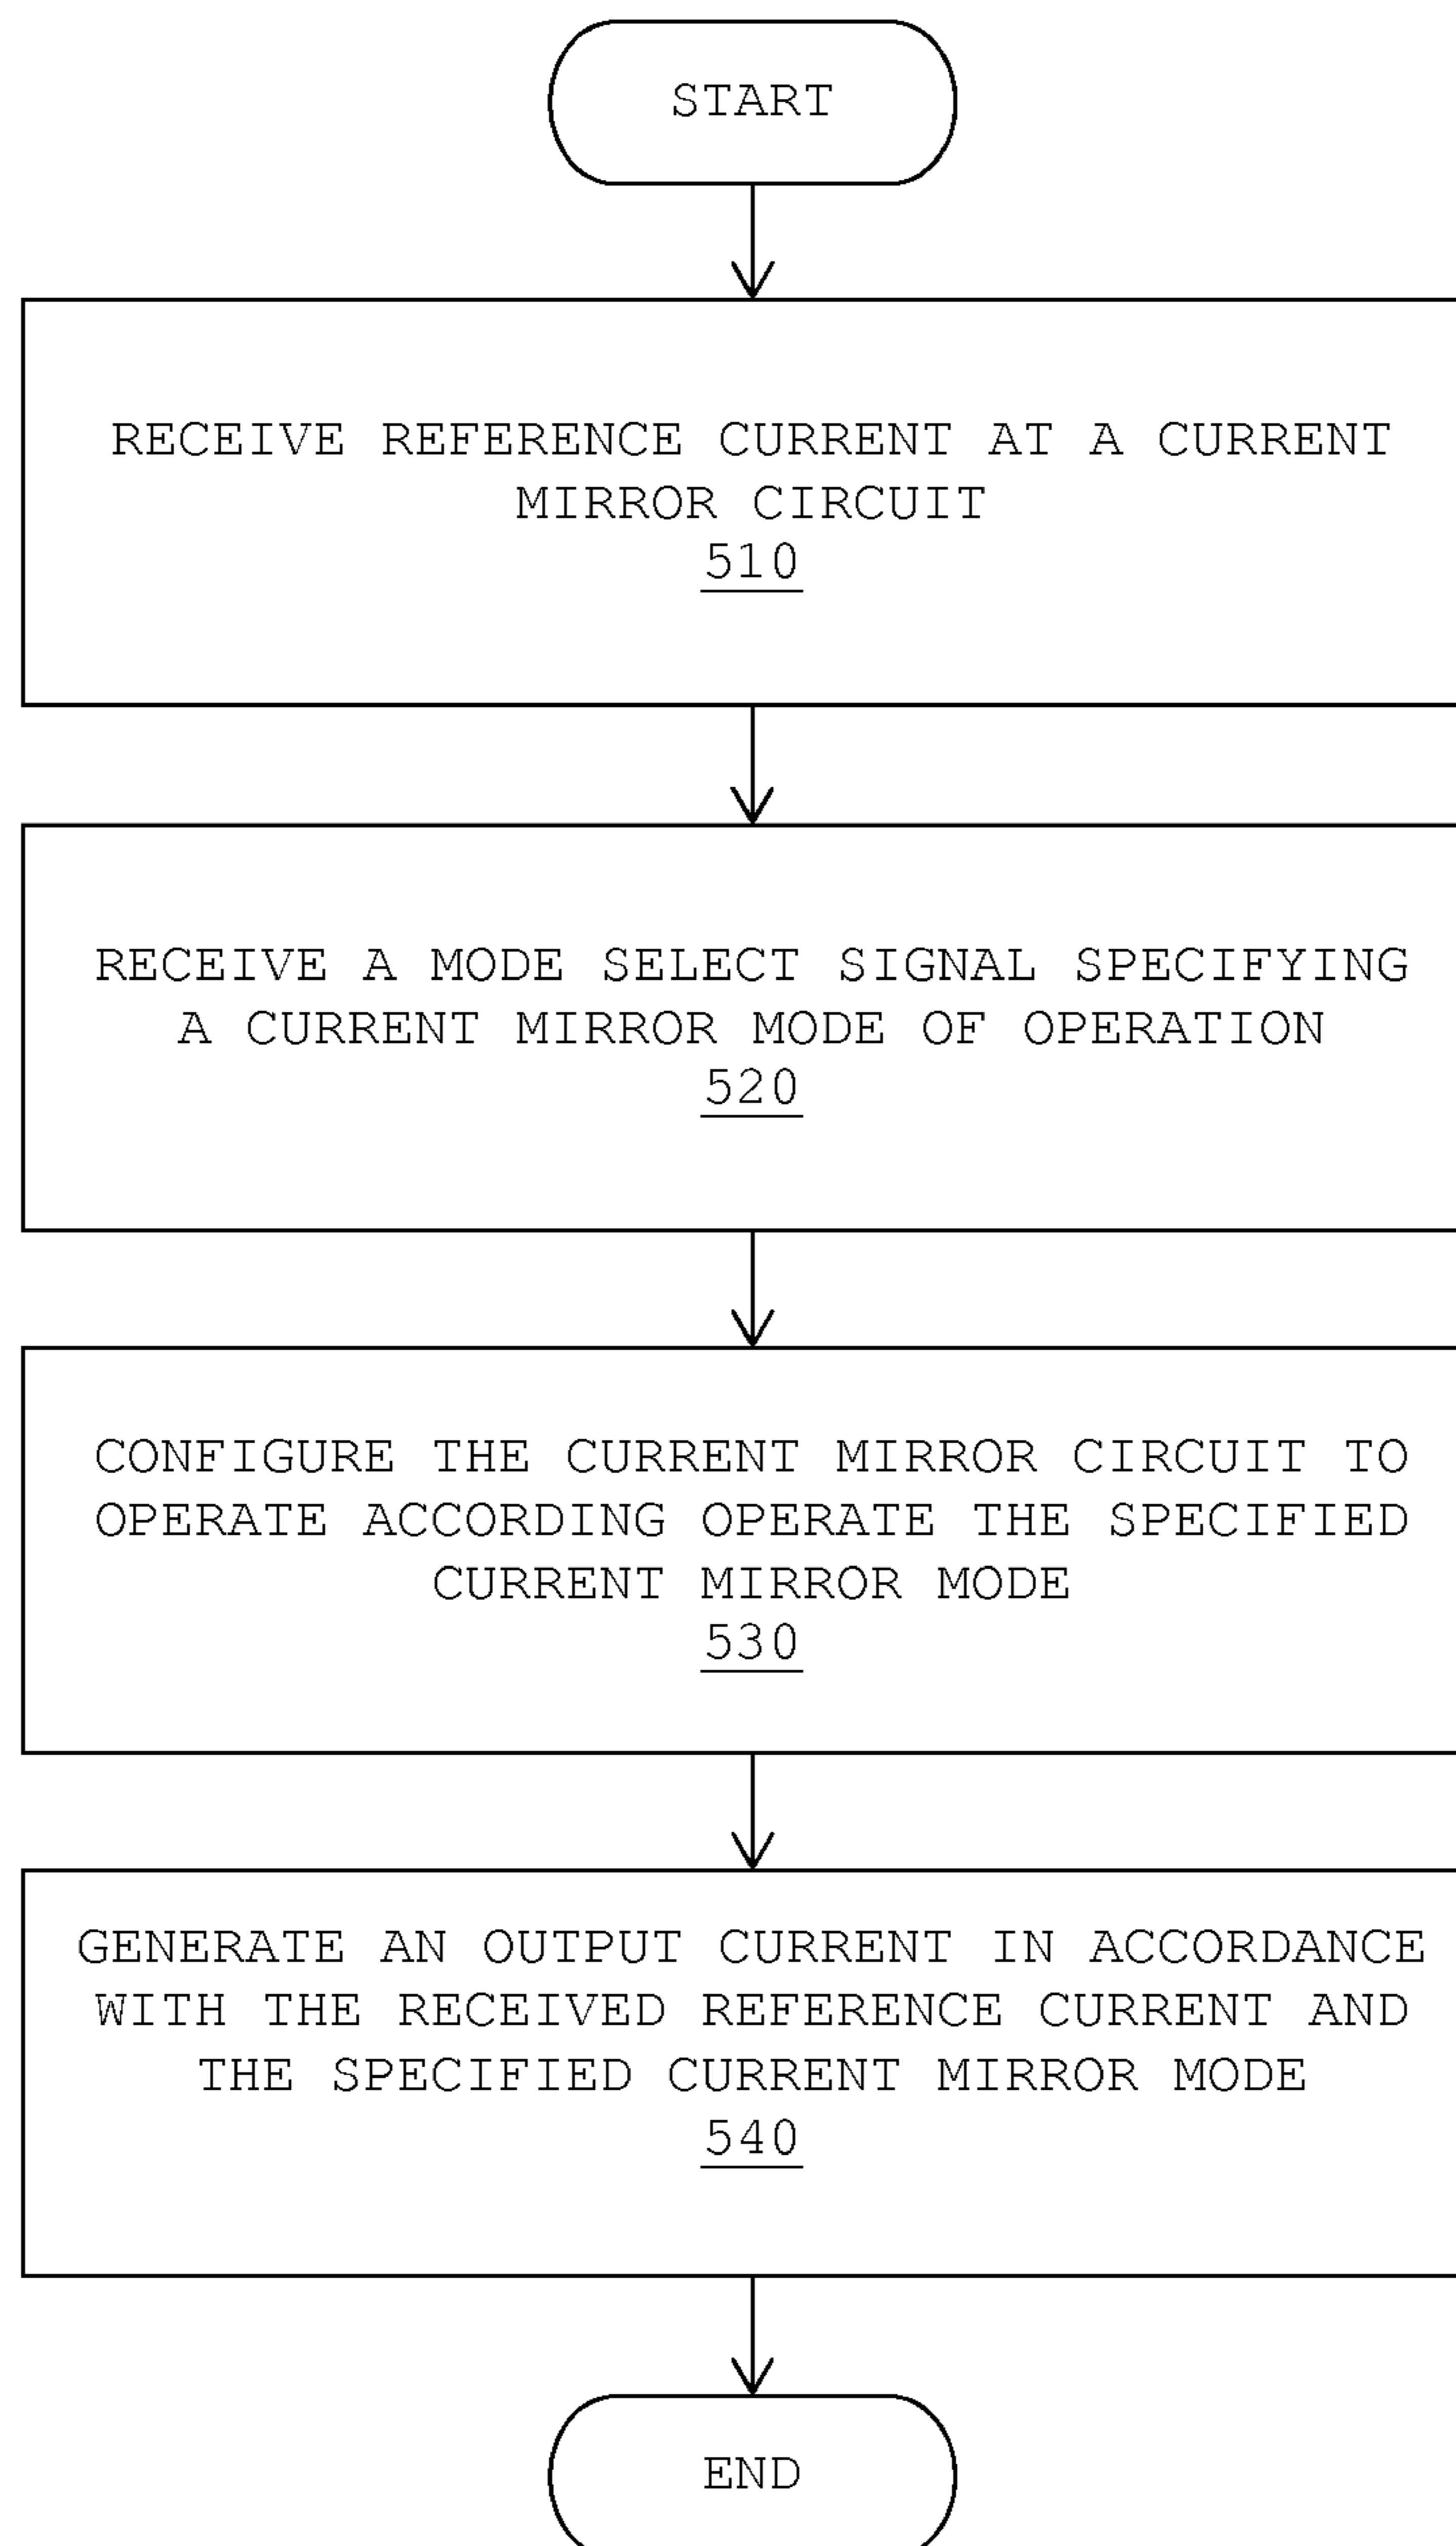 START
RECEIVE REFERENCE CURRENT AT A CURRENT
MIRROR CIRCUIT
510
RECEIVE A MODE SELECT SIGNAL SPECIFYING
A CURRENT MIRROR MODE OF OPERATION
520
CONFIGURE THE CURRENT MIRROR CIRCUIT TO
OPERATE ACCORDING OPERATE THE SPECIFIED
CURRENT MIRROR MODE
530
GENERATE AN OUTPUT CURRENT IN ACCORDANCE
WITH THE RECEIVED REFERENCE CURRENT AND
THE SPECIFIED CURRENT MIRROR MODE
540
END